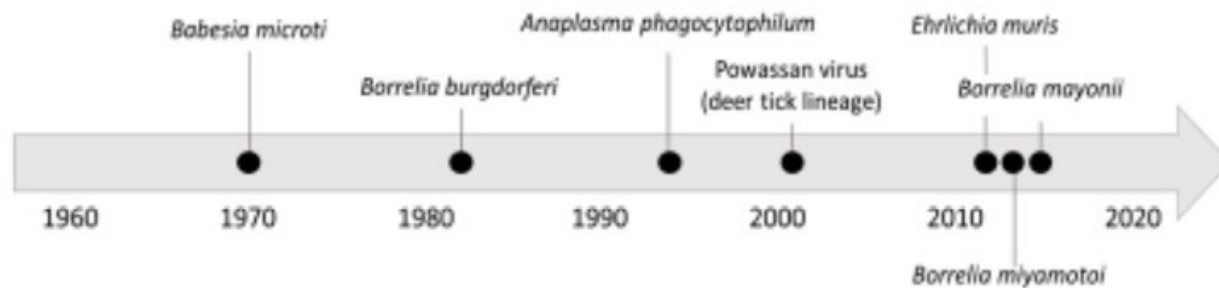 Babesia microti
Borrelia burgdorferi
Anaplasma phagocytophilum
Powassan virus
(deer tick lineage)
Ehrlichia muris
Borrelia mayonii
1960 1970 1980 1990 2000 2010 2020
Borrelia miyamotoi